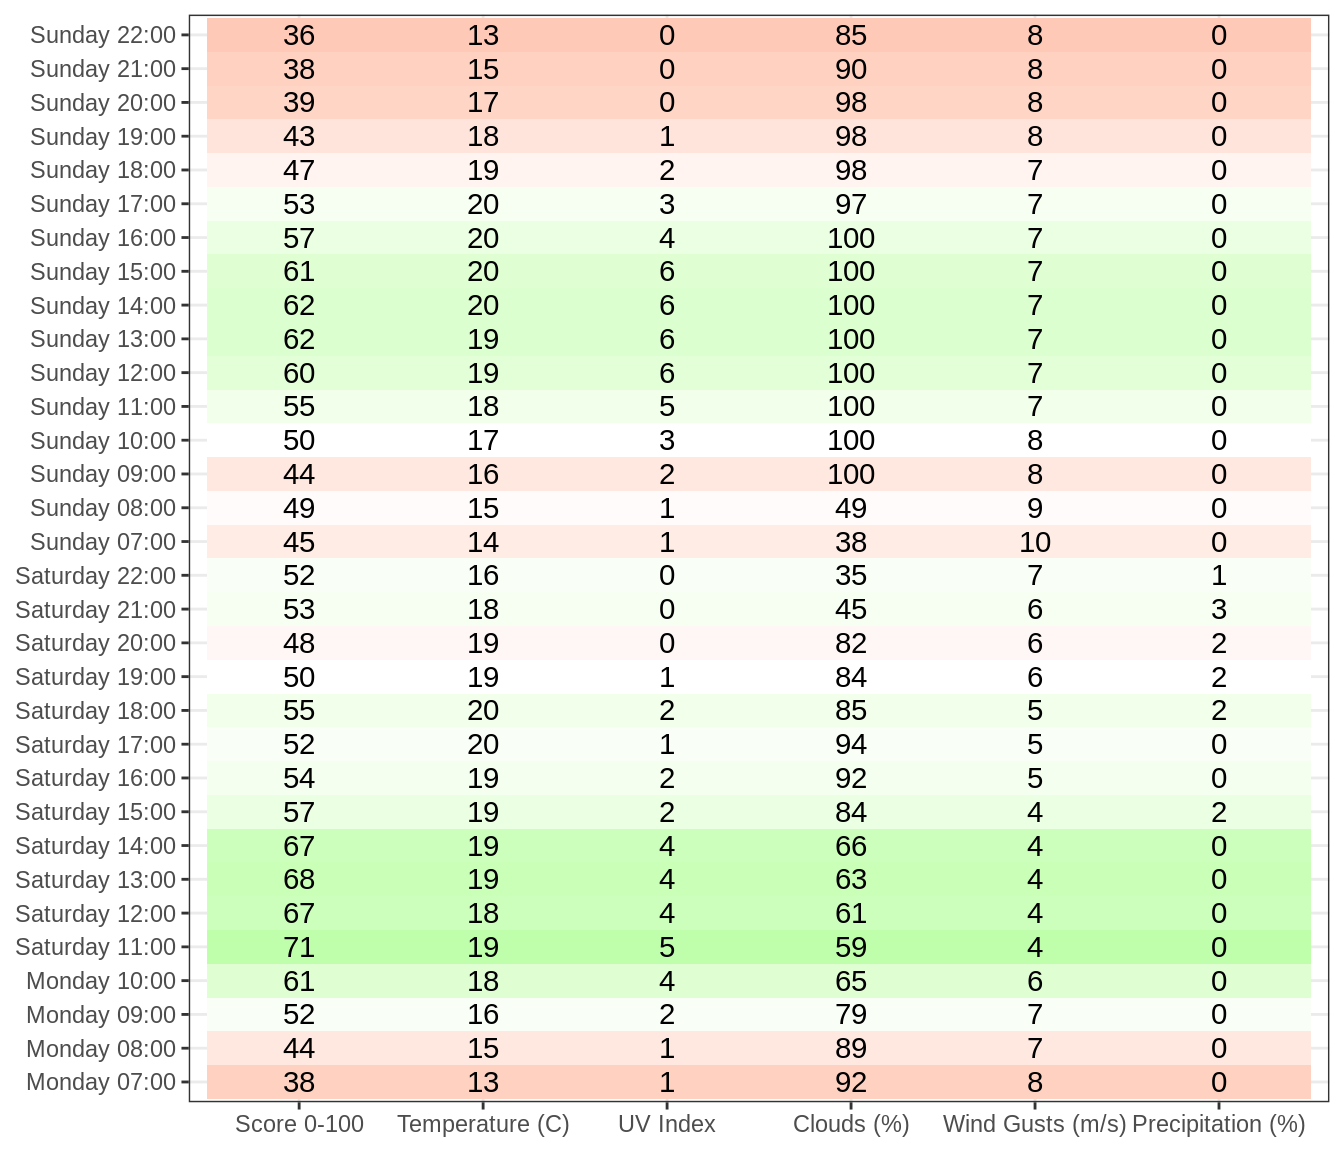 Sunday 22:00 36 13 0 85 8 0
Sunday 21:00 38 15 0 90 8 0
Sunday 20:00 39 17 0 98 8 0
Sunday 19:00 43 18 1 98 8 0
Sunday 18:00 47 19 2 98 7 0
Sunday 17:00 53 20 3 97 7 0
Sunday 16:00 57 20 4 100 7 0
Sunday 15:00 61 20 6 100 7 0
Sunday 14:00 62 20 6 100 7 0
Sunday 13:00 62 19 6 100 7 0
Sunday 12:00 60 19 6 100 7 0
Sunday 11:00 55 18 5 100 7 0
Sunday 10:00 50 17 3 100 8 0
Sunday 09:00 44 16 2 100 8 0
Sunday 08:00 49 15 1 49 9 0
Sunday 07:00 45 14 1 38 10 0
Saturday 22:00 52 16 0 35 7 1
Saturday 21:00 53 18 0 45 6 3
Saturday 20:00 48 19 0 82 6 2
Saturday 19:00 50 19 1 84 6 2
Saturday 18:00 55 20 2 85 5 2
Saturday 17:00 52 20 1 94 5 0
Saturday 16:00 54 19 2 92 5 0
Saturday 15:00 57 19 2 84 4 2
Saturday 14:00 67 19 4 66 4 0
Saturday 13:00 68 19 4 63 4 0
Saturday 12:00 67 18 4 61 4 0
Saturday 11:00 71 19 5 59 4 0
Monday 10:00 61 18 4 65 6 0
Monday 09:00 52 16 2 79 7 0
Monday 08:00 44 15 1 89 7 0
Monday 07:00 38 13 1 92 8 0
Score 0-100 Temperature (C) UV Index Clouds (%) Wind Gusts (m/s) Precipitation (%)